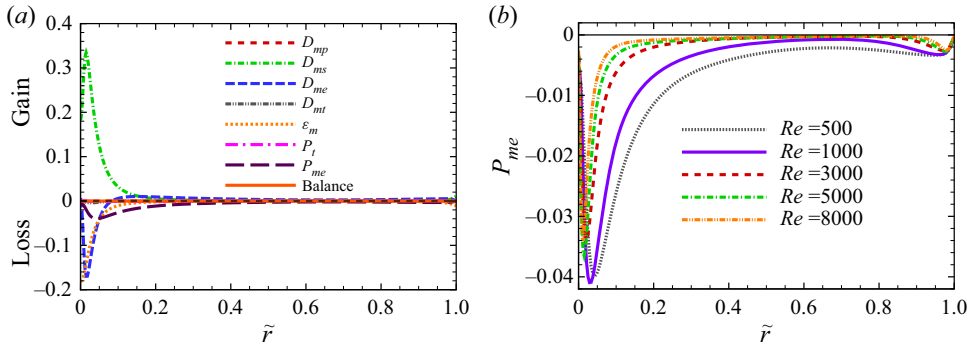 (a)
Gain
Loss
0.4
0.3
0.2
0.1
0
−0.1
−0.2
D_mp
D_ms
D_me
D_mt
ε_m
P_t
P_me
Balance
0 0.2 0.4 0.6 0.8 1.0
r̃
(b)
P_me
0
−0.01
−0.02
−0.03
−0.04
Re =500
Re =1000
Re =3000
Re =5000
Re =8000
0 0.2 0.4 0.6 0.8 1.0
r̃